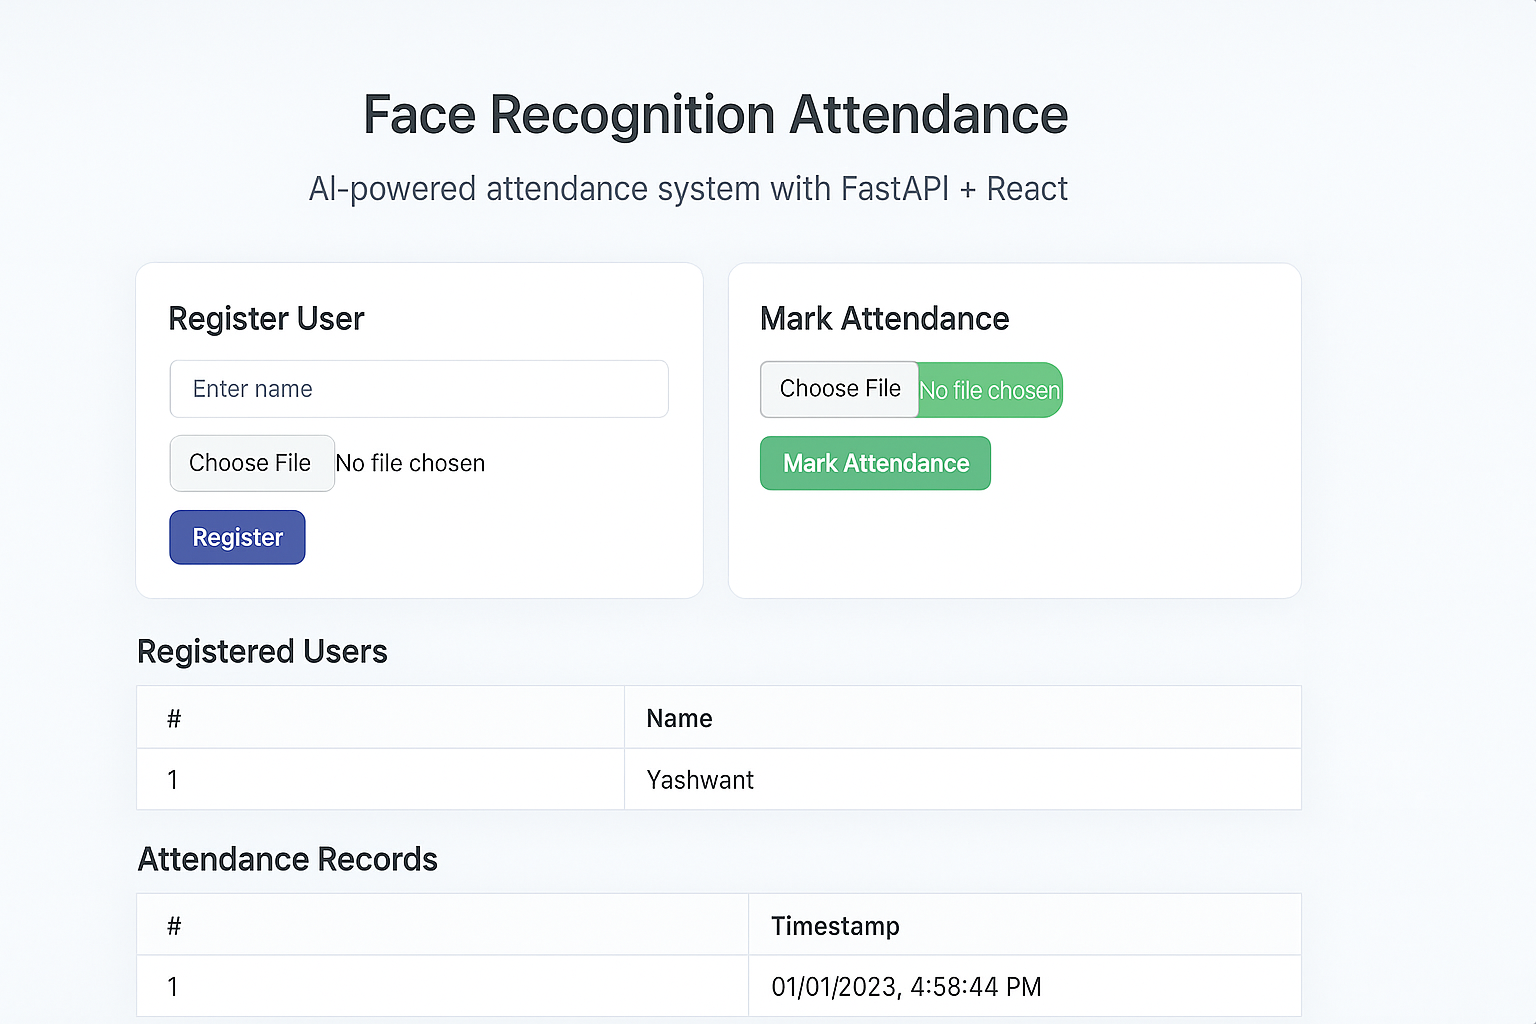 Face Recognition Attendance
AI-powered attendance system with FastAPI + React
Register User
Enter name
Choose File No file chosen
Register
Mark Attendance
Choose File No file chosen
Mark Attendance
Registered Users
# Name
1 Yashwant
Attendance Records
# Timestamp
1 01/01/2023, 4:58:44 PM